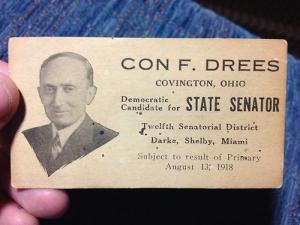 CON F. DREES
COVINGTON, OHIO
Democratic
Candidate for STATE SENATOR
Twelfth Senatorial District
Darke, Shelby, Miami
Subject to result of Primary
August 13, 1918